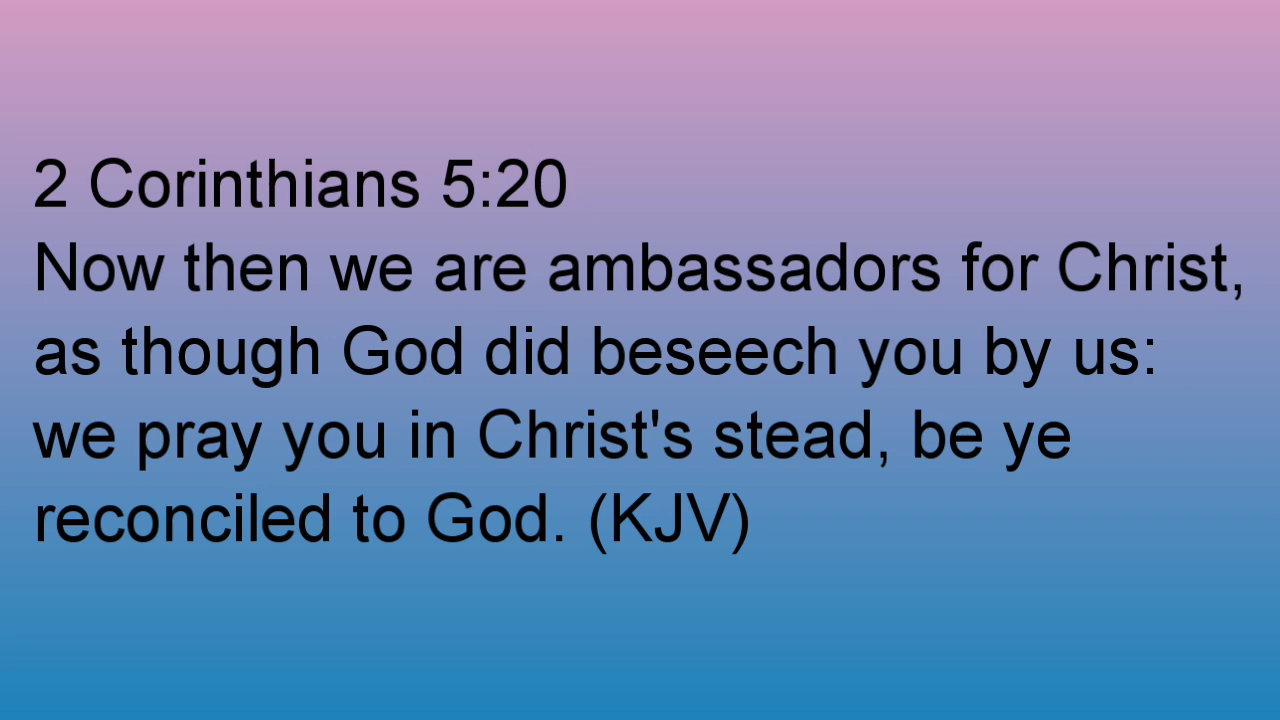 2 Corinthians 5:20
Now then we are ambassadors for Christ,
as though God did beseech you by us:
we pray you in Christ's stead, be ye
reconciled to God. (KJV)